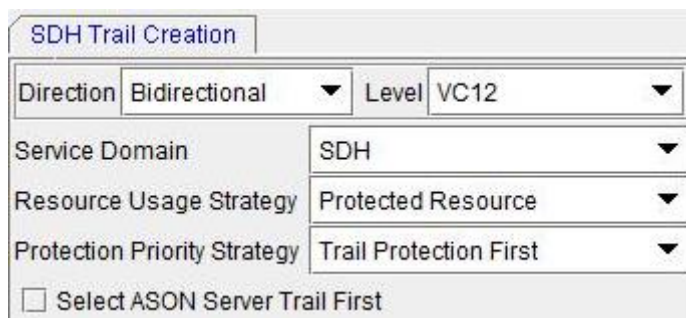 SDH Trail Creation
Direction Bidirectional Level VC12
Service Domain SDH
Resource Usage Strategy Protected Resource
Protection Priority Strategy Trail Protection First
Select ASON Server Trail First